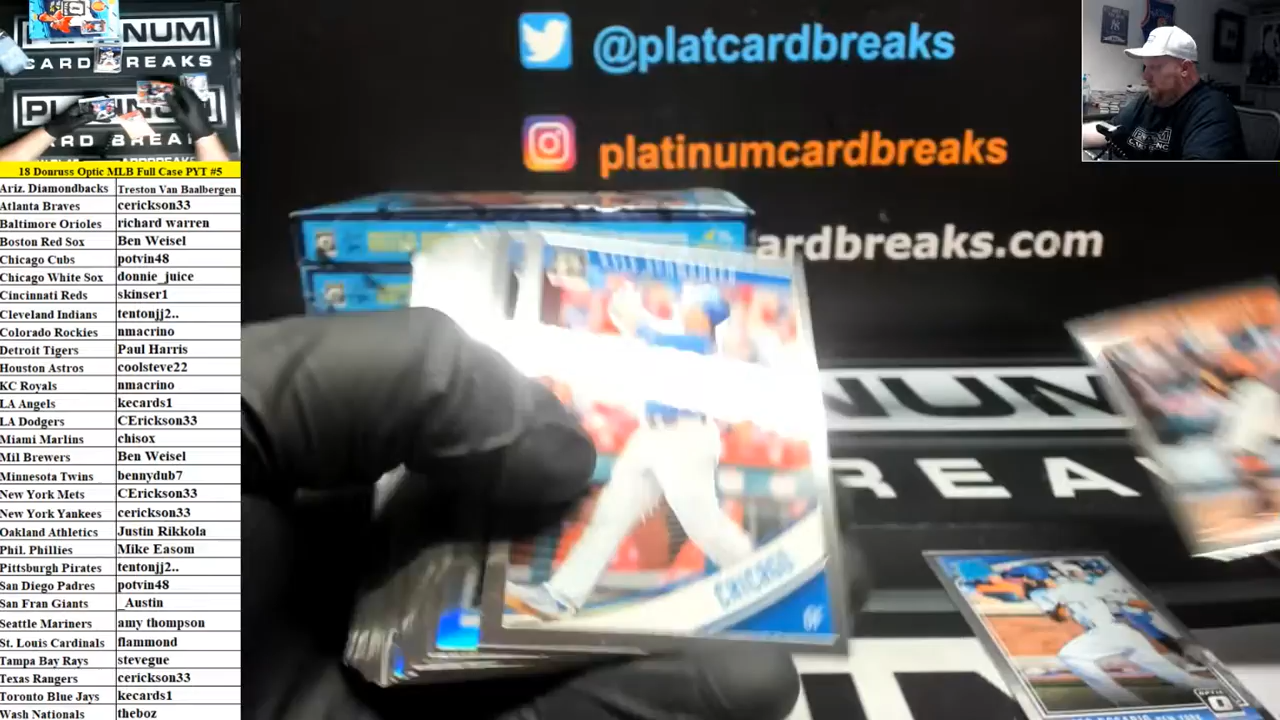 NUM
CARD BREAKS
PLATINUM
RD BREA
18 Donruss Optic MLB Full Case PYT #5
Ariz. Diamondbacks Treston Van Baalbergen
Atlanta Braves cerickson33
Baltimore Orioles richard warren
Boston Red Sox Ben Weisel
Chicago Cubs potvin48
Chicago White Sox donnie_juice
Cincinnati Reds skinser1
Cleveland Indians tentonjj2..
Colorado Rockies nmacrino
Detroit Tigers Paul Harris
Houston Astros coolsteve22
KC Royals nmacrino
LA Angels kecards1
LA Dodgers CErickson33
Miami Marlins chisox
Mil Brewers Ben Weisel
Minnesota Twins bennydub7
New York Mets CErickson33
New York Yankees cerickson33
Oakland Athletics Justin Rikkola
Phil. Phillies Mike Easom
Pittsburgh Pirates tentonjj2..
San Diego Padres potvin48
San Fran Giants _Austin
Seattle Mariners amy thompson
St. Louis Cardinals flammond
Tampa Bay Rays stevegue
Texas Rangers cerickson33
Toronto Blue Jays kecards1
Wash Nationals theboz
@platcardbreaks
platinumcardbreaks
ardbreaks.com
NUM
REA
CHICAGO
OF
OPTIC